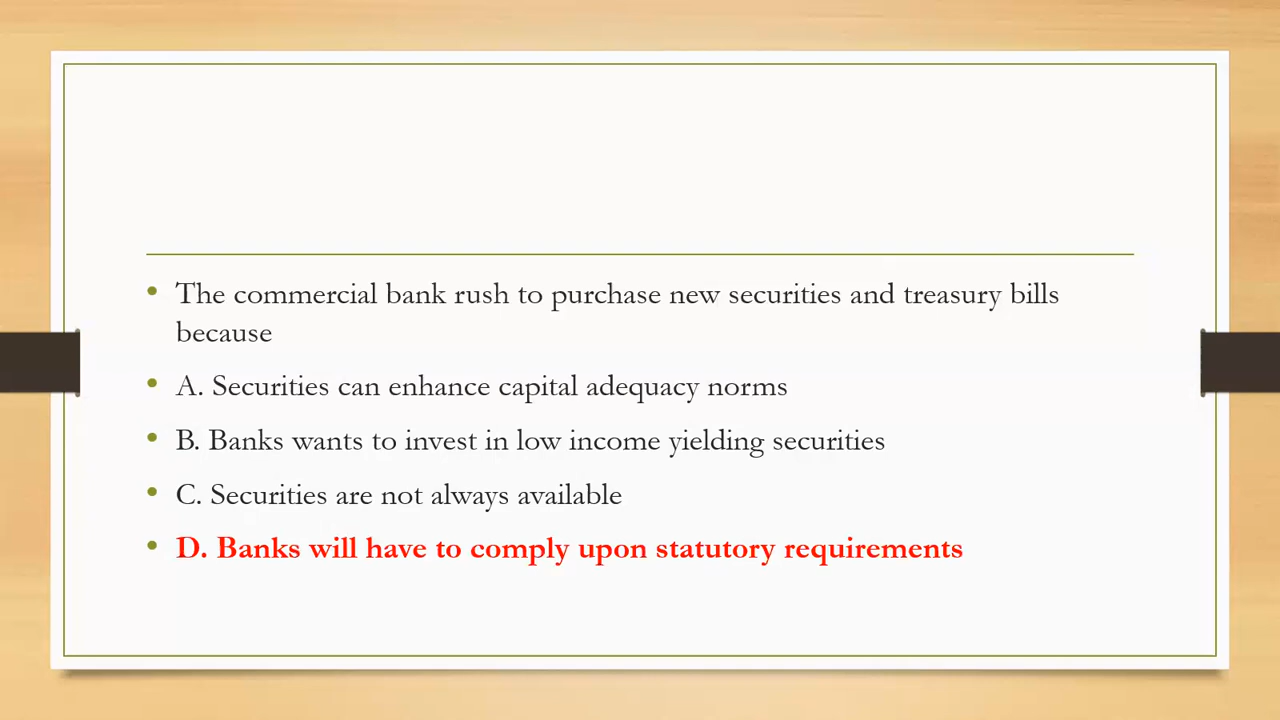 • The commercial bank rush to purchase new securities and treasury bills
because
• A. Securities can enhance capital adequacy norms
• B. Banks wants to invest in low income yielding securities
• C. Securities are not always available
• D. Banks will have to comply upon statutory requirements